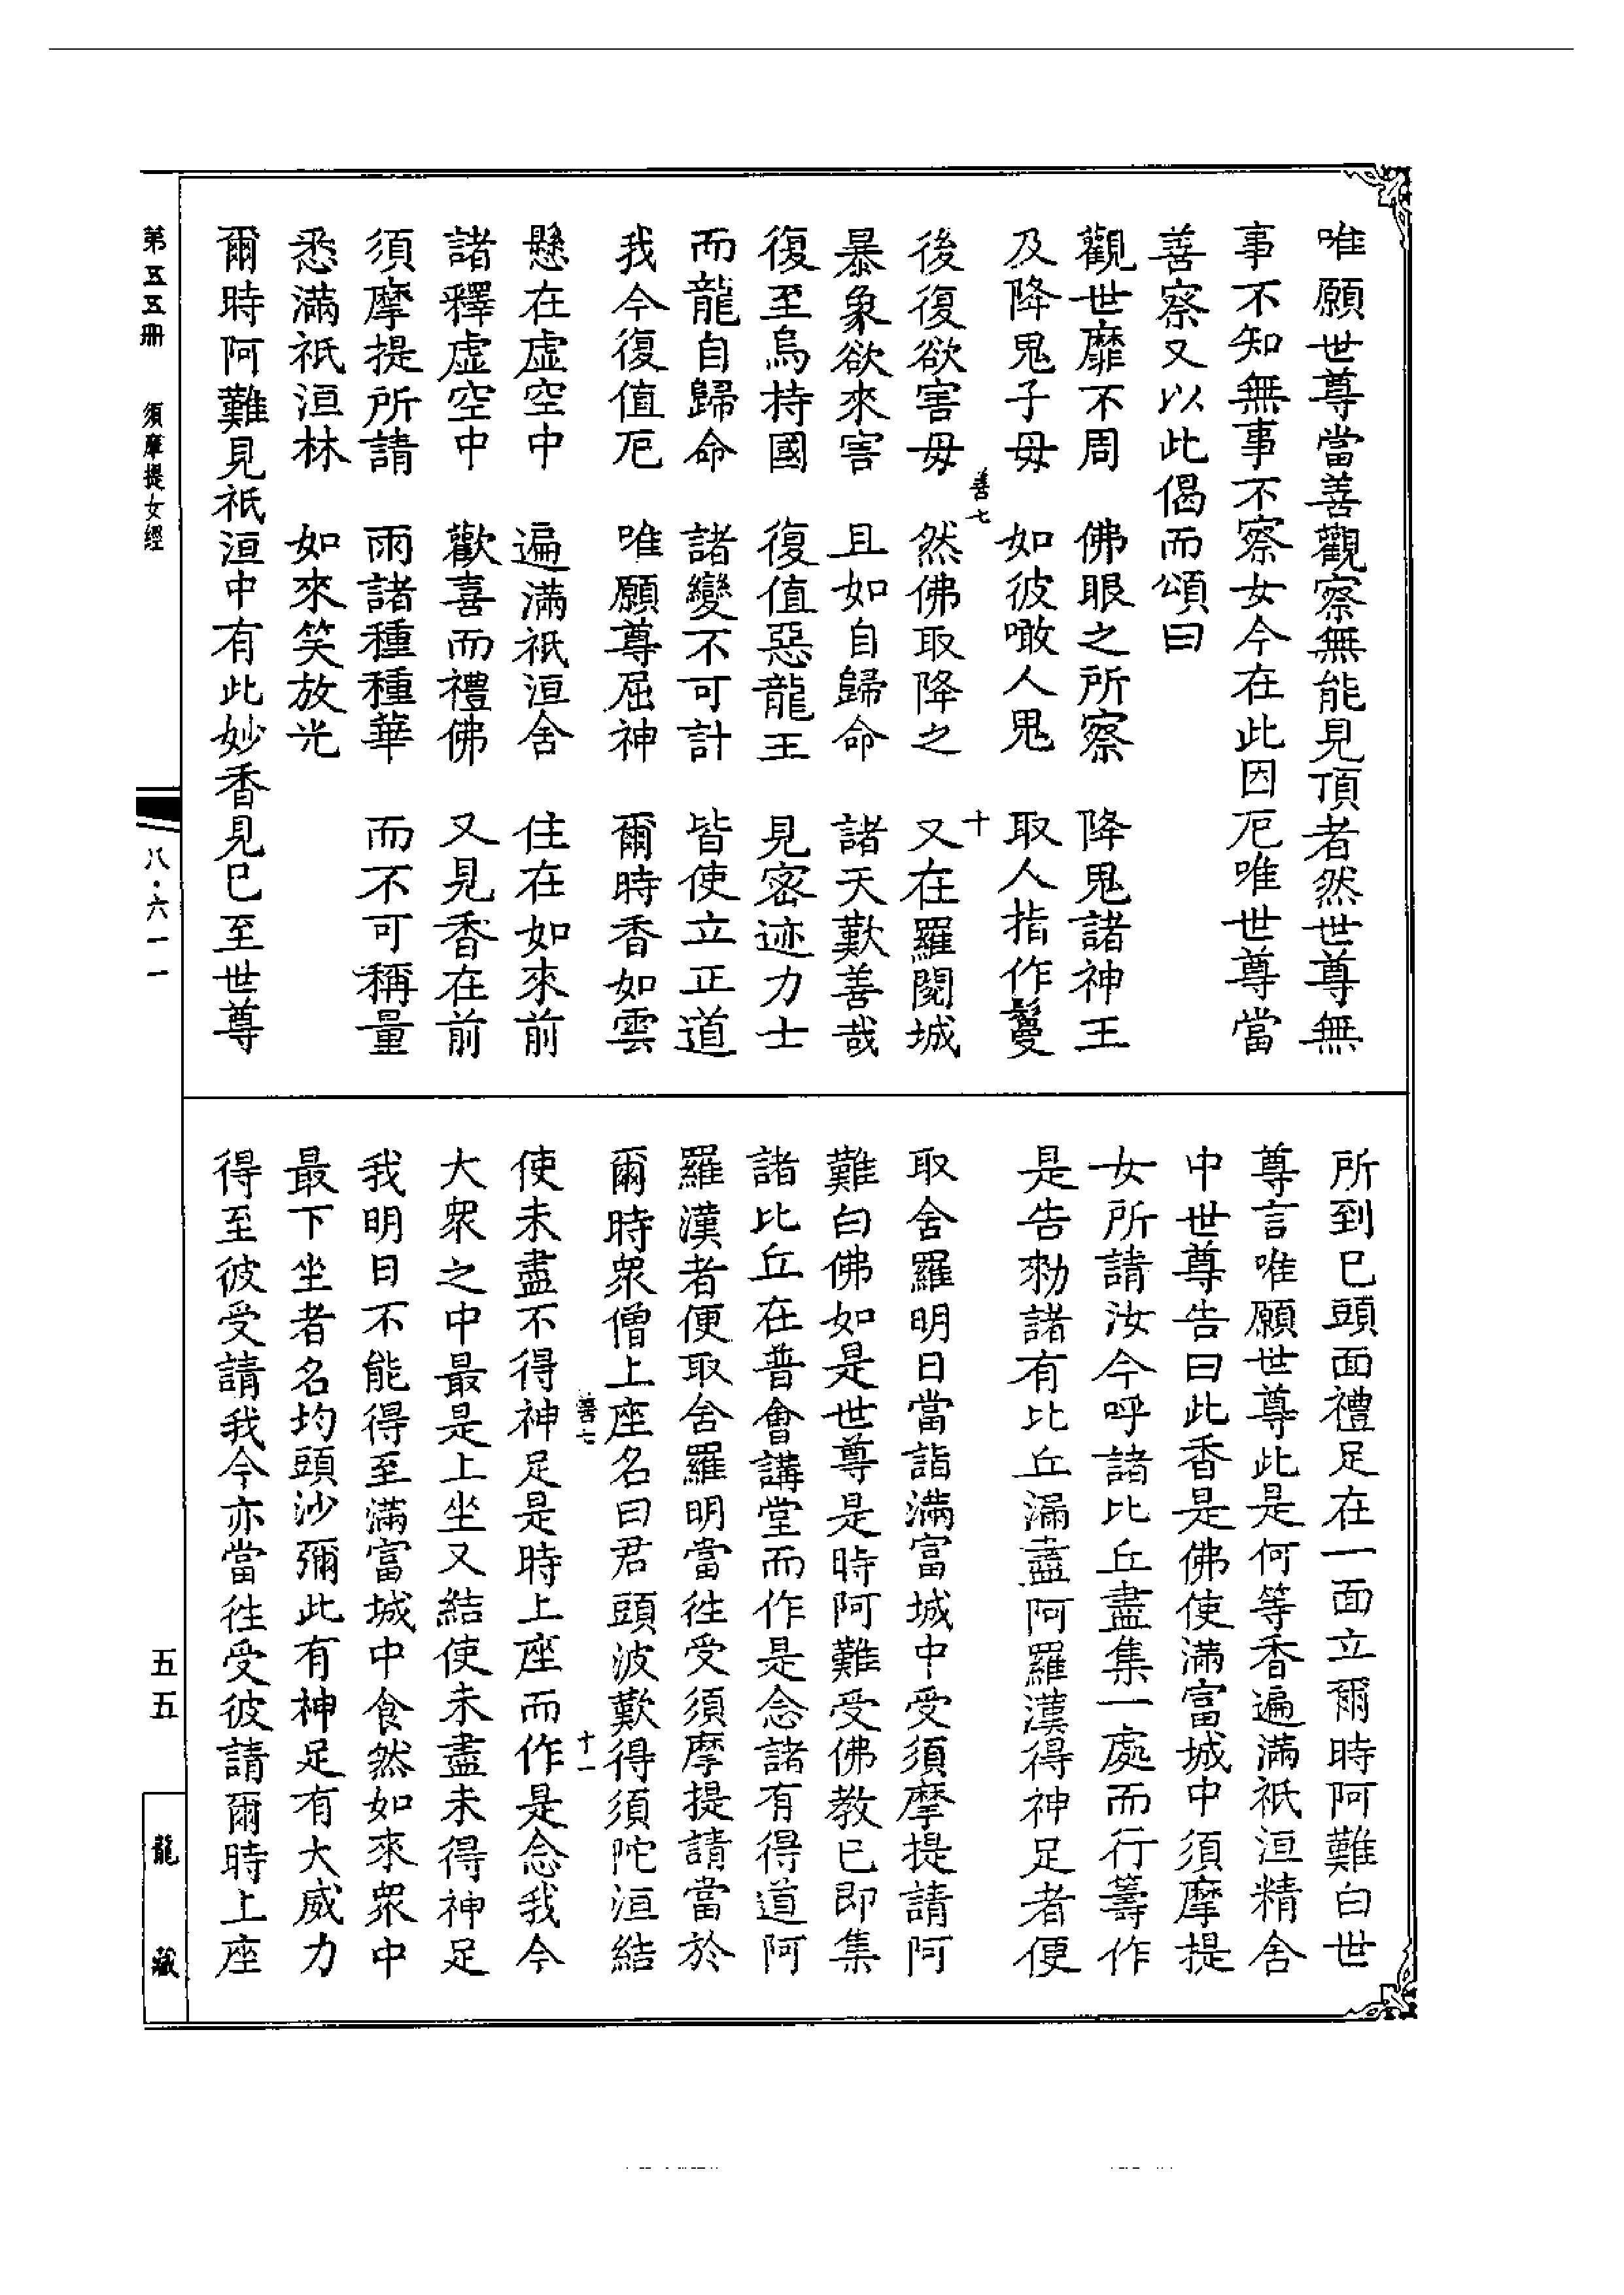 唯願世尊當善觀察無能見頂者然世尊無
事不知無事不察女今在此因厄唯世尊當
善察又以此偈而頌曰
觀世靡不周　佛眼之所察　降鬼諸神王
及降鬼子母　如彼噉人鬼　取人指作鬘
善七　十
後復欲害母　然佛取降之　又在羅閱城
暴象欲來害　且如自歸命　諸天歎善哉
復至烏持國　復值惡龍王　見密迹力士
而龍自歸命　諸變不可計　皆使立正道
我今復值厄　唯願尊屈神　爾時香如雲
懸在虛空中　遍滿祇洹舍　住在如來前
諸釋虛空中　歡喜而禮佛　又見香在前
須摩提所請　雨諸種種華　而不可稱量
悉滿祇洹林　如來笑放光
爾時阿難見祇洹中有此妙香見巳至世尊
所到巳頭面禮足在一面立爾時阿難白世
尊言唯願世尊此是何等香遍滿祇洹精舍
中世尊告曰此香是佛使滿富城中須摩提
女所請汝今呼諸比丘盡集一處而行籌作
是告勑諸有比丘漏盡阿羅漢得神足者便
取舍羅明日當詣滿富城中受須摩提請阿
難白佛如是世尊是時阿難受佛教已即集
諸比丘在普會講堂而作是念諸有得道阿
羅漢者便取舍羅明當往受須摩提請當於
爾時衆僧上座名曰君頭波歎得須陀洹結
善七　十一
使未盡不得神足是時上座而作是念我今
大衆之中最是上坐又結使未盡未得神足
我明日不能得至滿富城中食然如來衆中
最下坐者名均頭沙彌此有神足有大威力
得至彼受請我今亦當往受彼請爾時上座
第五五冊　須摩提女經　八·六一一　五五　龍藏